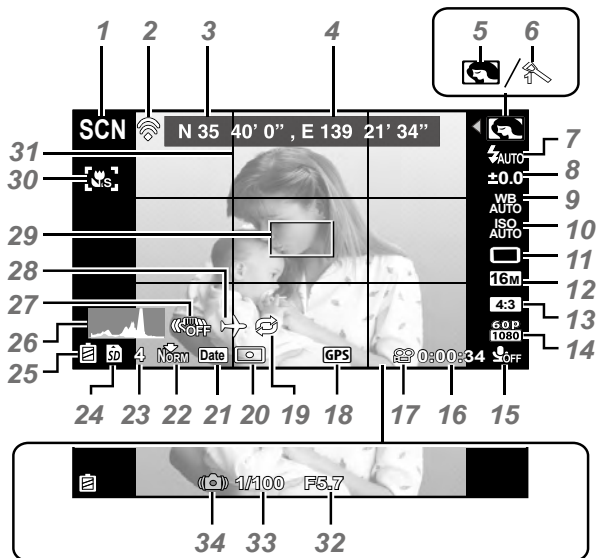 1 2 3 4 5 6
SCN
N 35 40’ 0” , E 139 21’ 34”
/
31 7
AUTO
30 S
±0.0 8
WB
AUTO 9
29
ISO
AUTO 10
11
28
16M 12
27 OFF
4:3 13
26
60p
1080 14
25 SD 4 NORM Date GPS 0:00:34 OFF
24 23 22 21 20 19 18 17 16 15
1/100 F5.7
34 33 32